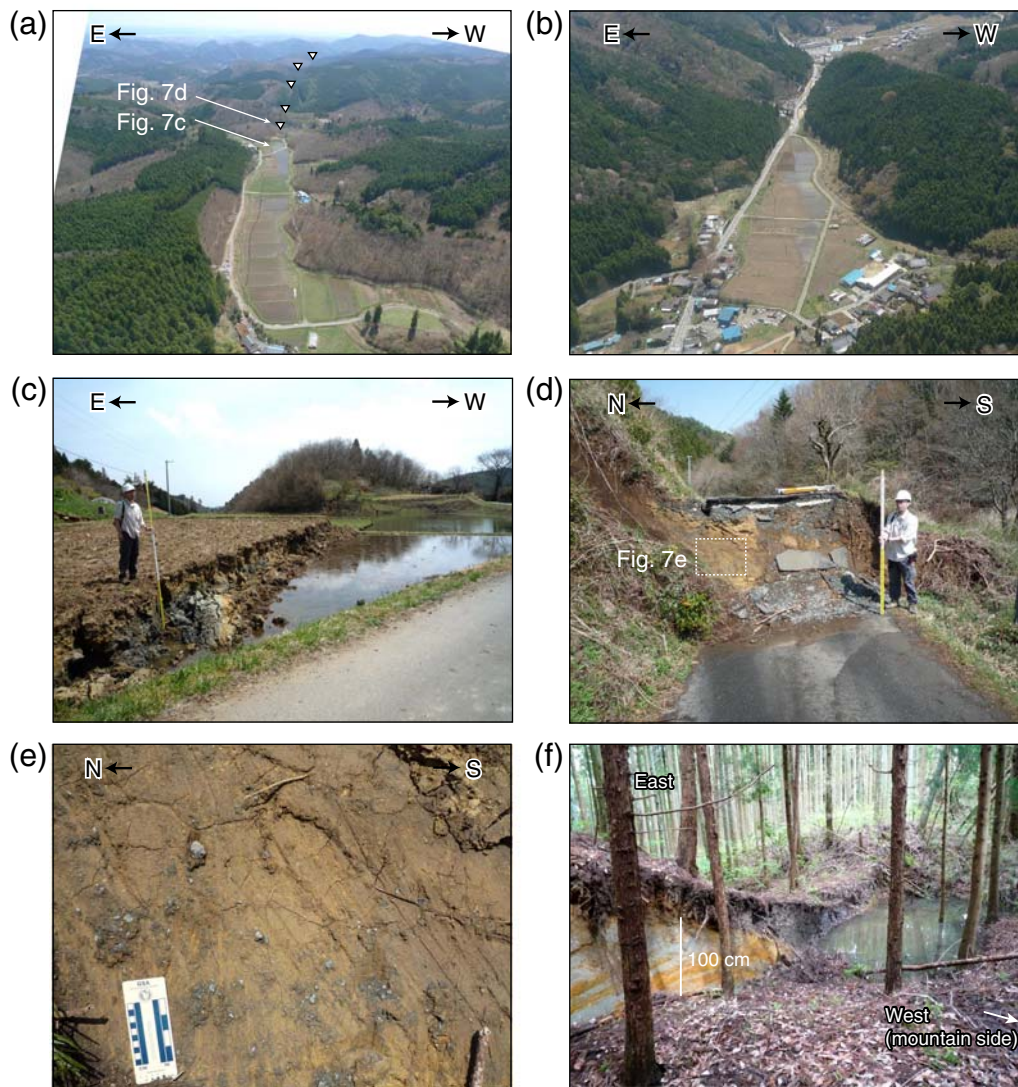 (a)
E
W
Fig. 7d
Fig. 7c
(b)
E
W
(c)
E
W
(d)
N
S
Fig. 7e
(e)
N
S
(f)
East
100 cm
West
(mountain side)